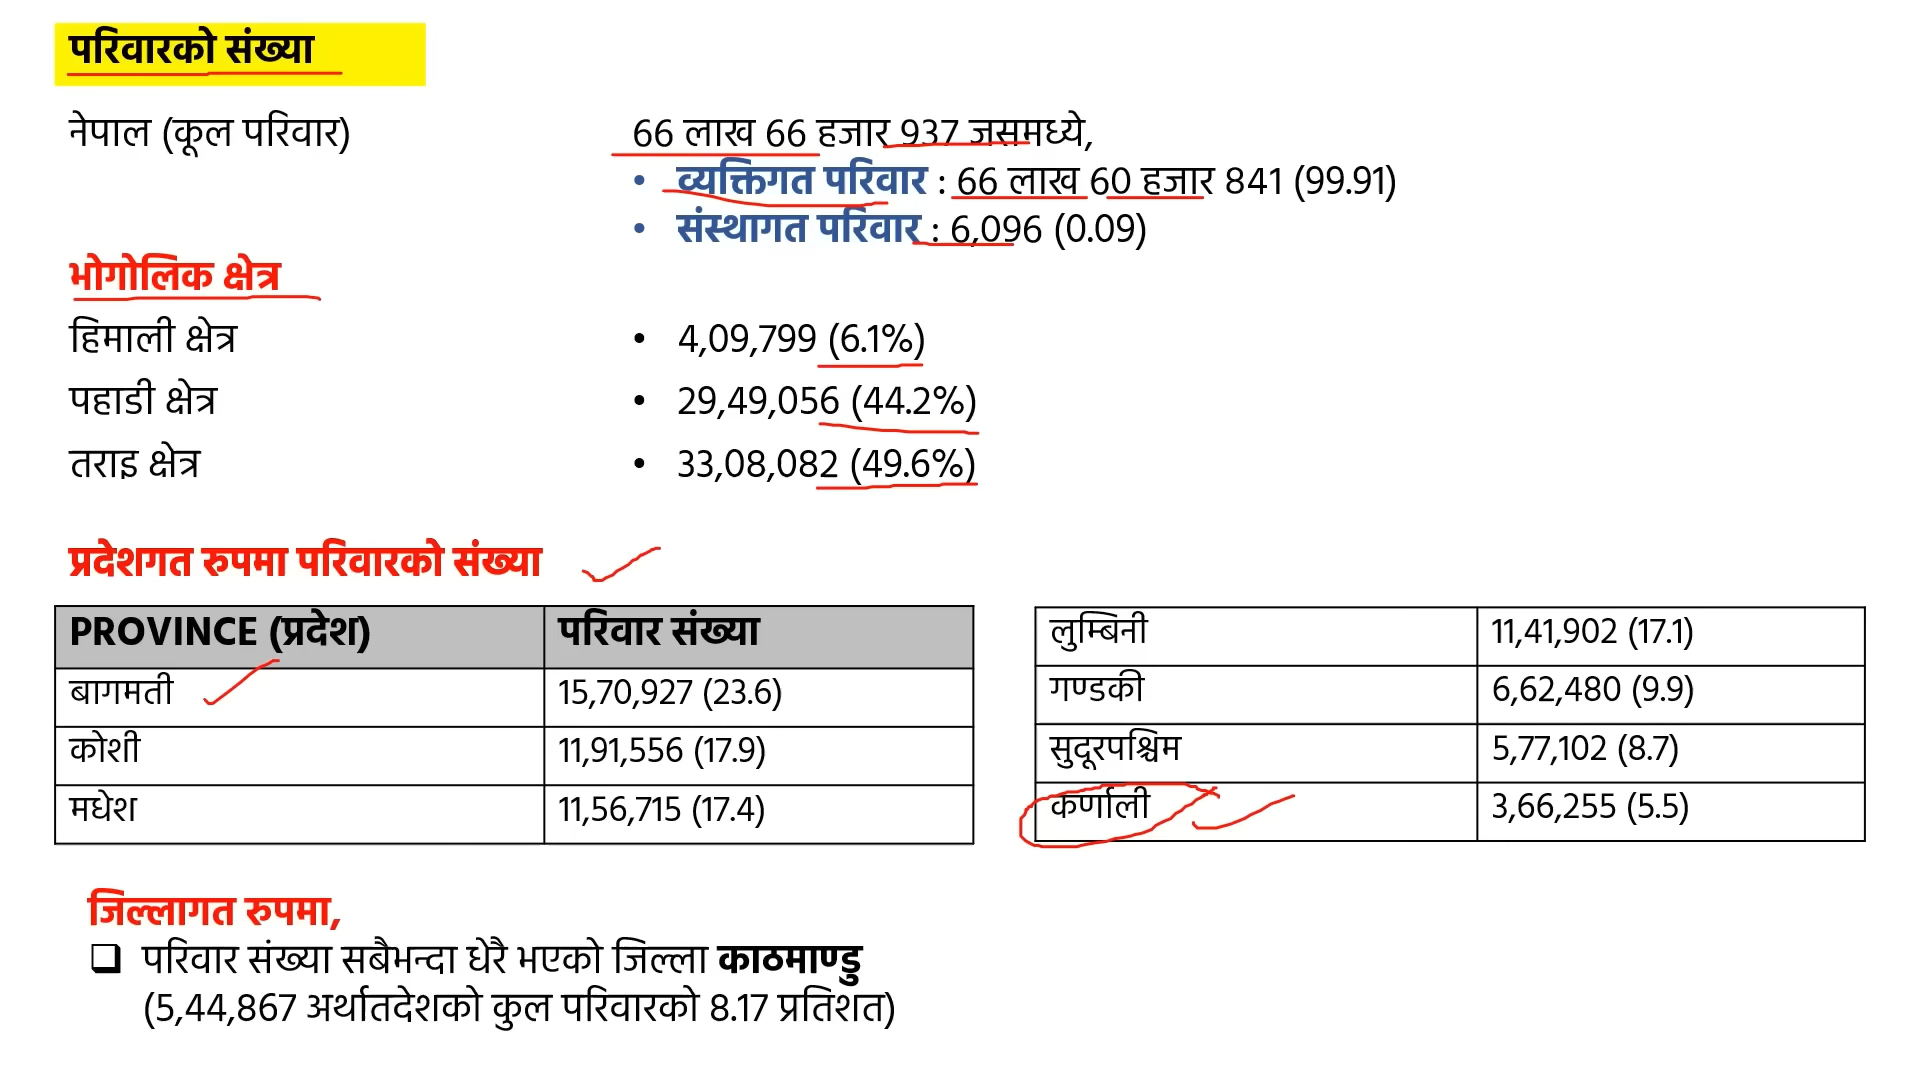 परिवारको संख्या
नेपाल (कूल परिवार)
66 लाख 66 हजार 937 जसमध्ये,
• व्यक्तिगत परिवार : 66 लाख 60 हजार 841 (99.91)
• संस्थागत परिवार : 6,096 (0.09)
भोगोलिक क्षेत्र
हिमाली क्षेत्र • 4,09,799 (6.1%)
पहाडी क्षेत्र • 29,49,056 (44.2%)
तराइ क्षेत्र • 33,08,082 (49.6%)
प्रदेशगत रुपमा परिवारको संख्या
PROVINCE (प्रदेश) परिवार संख्या
बागमती 15,70,927 (23.6)
कोशी 11,91,556 (17.9)
मधेश 11,56,715 (17.4)
लुम्बिनी 11,41,902 (17.1)
गण्डकी 6,62,480 (9.9)
सुदूरपश्चिम 5,77,102 (8.7)
कर्णाली 3,66,255 (5.5)
जिल्लागत रुपमा,
❑ परिवार संख्या सबैभन्दा धेरै भएको जिल्ला काठमाण्डु
(5,44,867 अर्थातदेशको कुल परिवारको 8.17 प्रतिशत)